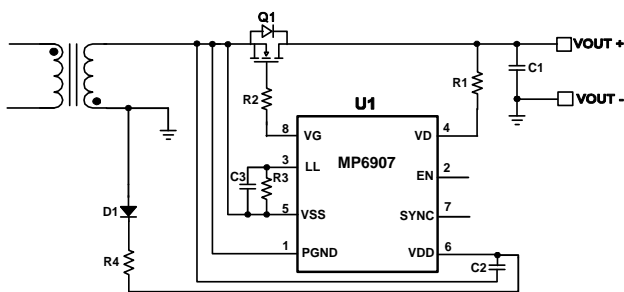 Q1
VOUT +
C1
R1
R2
U1
VOUT -
8
VG
VD
4
MP6907
3
LL
EN
2
C3
R3
SYNC
7
5
VSS
D1
VDD
6
1
PGND
R4
C2